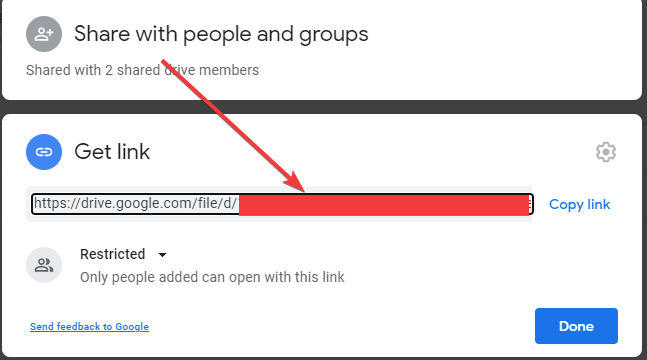 Share with people and groups
Shared with 2 shared drive members
Get link
https://drive.google.com/file/d/
Copy link
Restricted
Only people added can open with this link
Send feedback to Google
Done